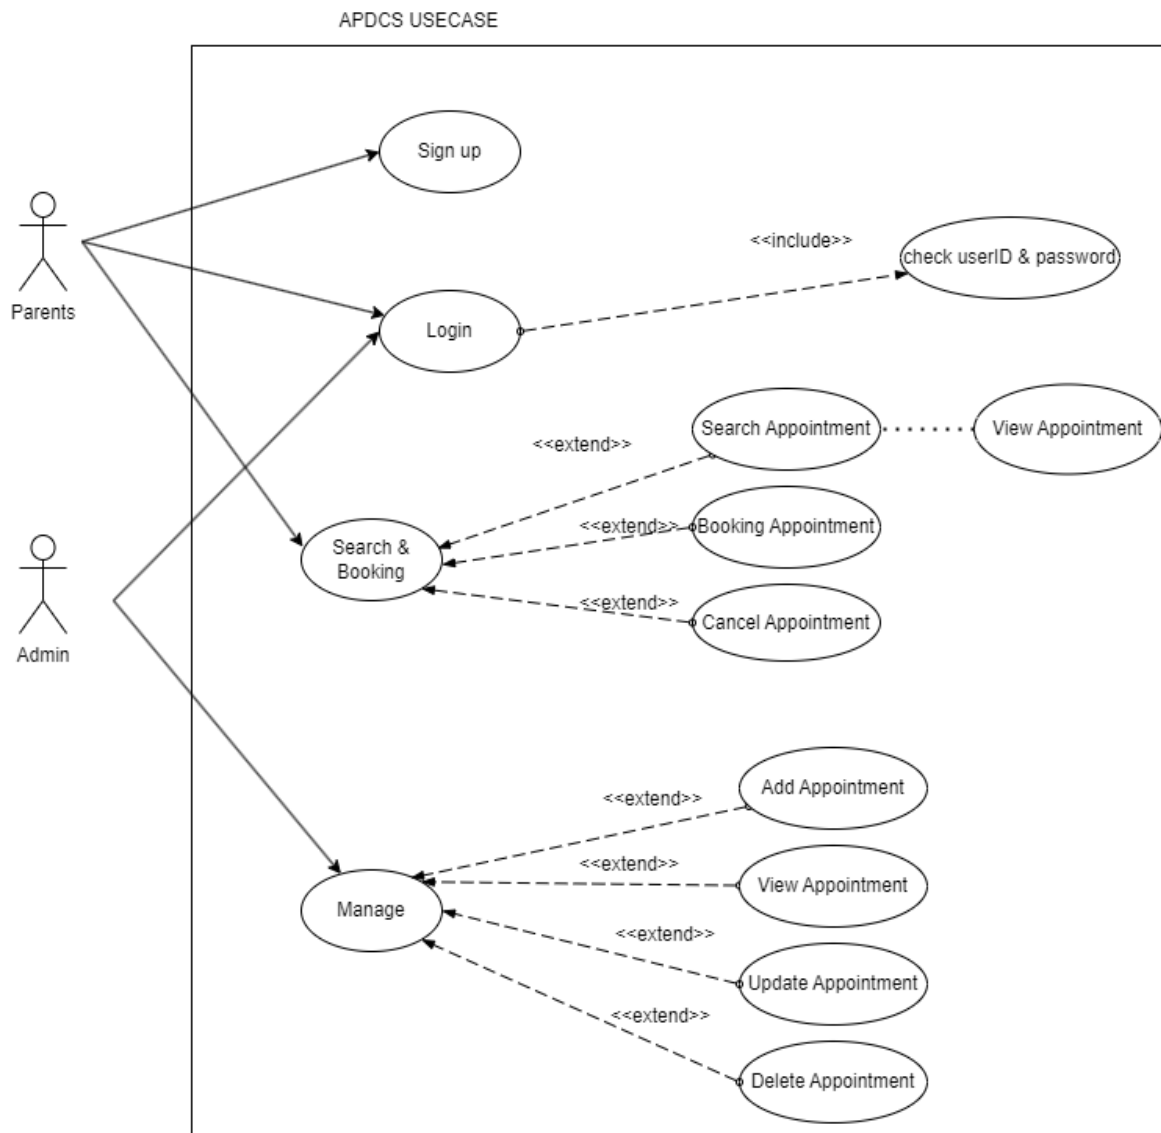 APDCS USECASE
Sign up
Parents
<<include>>
check userID & password
Login
<<extend>>
Search Appointment
View Appointment
<<extend>>
Booking Appointment
Search &
Booking
<<extend>>
Cancel Appointment
Admin
<<extend>>
Add Appointment
<<extend>>
View Appointment
Manage
<<extend>>
Update Appointment
<<extend>>
Delete Appointment